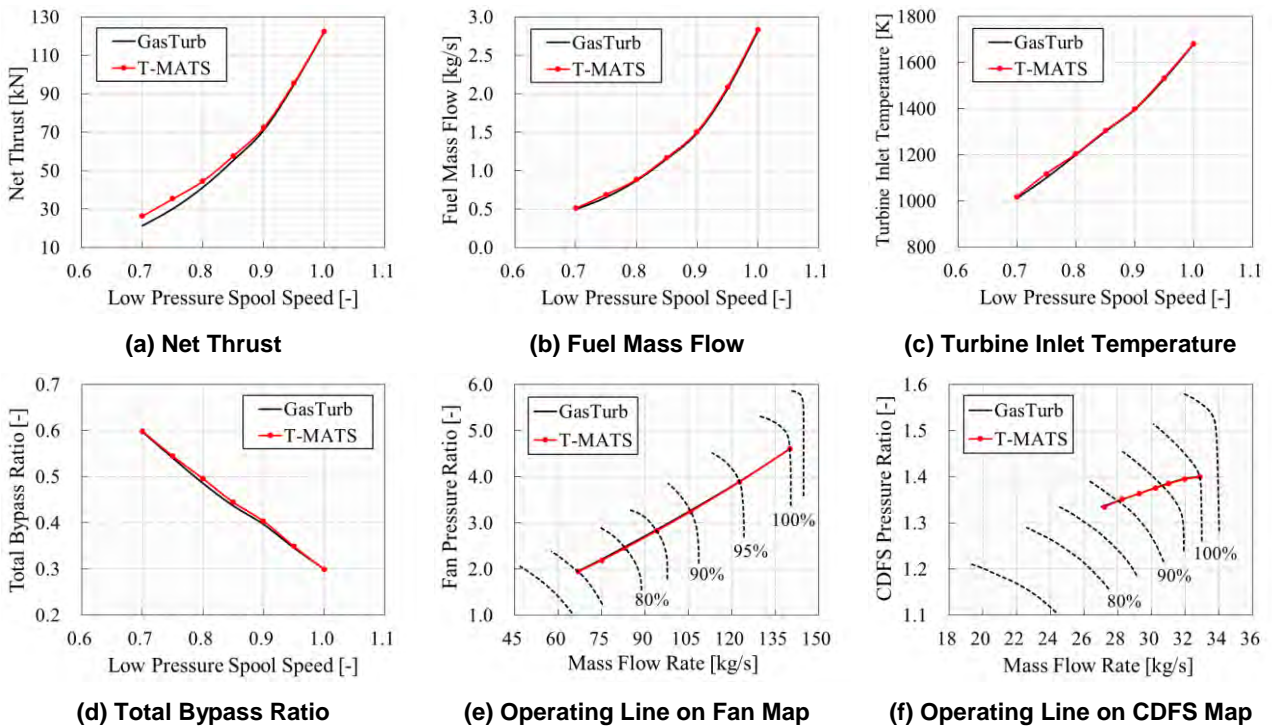 130
110
90
70
50
30
10
Net Thrust [kN]
GasTurb
T-MATS
0.6 0.7 0.8 0.9 1.0 1.1
Low Pressure Spool Speed [-]
(a) Net Thrust
3.0
2.5
2.0
1.5
1.0
0.5
0.0
Fuel Mass Flow [kg/s]
GasTurb
T-MATS
0.6 0.7 0.8 0.9 1.0 1.1
Low Pressure Spool Speed [-]
(b) Fuel Mass Flow
1800
1600
1400
1200
1000
800
Turbine Inlet Temperature [K]
GasTurb
T-MATS
0.6 0.7 0.8 0.9 1.0 1.1
Low Pressure Spool Speed [-]
(c) Turbine Inlet Temperature
0.7
0.6
0.5
0.4
0.3
0.2
Total Bypass Ratio [-]
GasTurb
T-MATS
0.6 0.7 0.8 0.9 1.0 1.1
Low Pressure Spool Speed [-]
(d) Total Bypass Ratio
6.0
5.0
4.0
3.0
2.0
1.0
Fan Pressure Ratio [-]
GasTurb
T-MATS
100%
95%
90%
80%
45 60 75 90 105 120 135 150
Mass Flow Rate [kg/s]
(e) Operating Line on Fan Map
1.6
1.5
1.4
1.3
1.2
1.1
CDFS Pressure Ratio [-]
GasTurb
T-MATS
100%
90%
80%
18 20 22 24 26 28 30 32 34 36
Mass Flow Rate [kg/s]
(f) Operating Line on CDFS Map